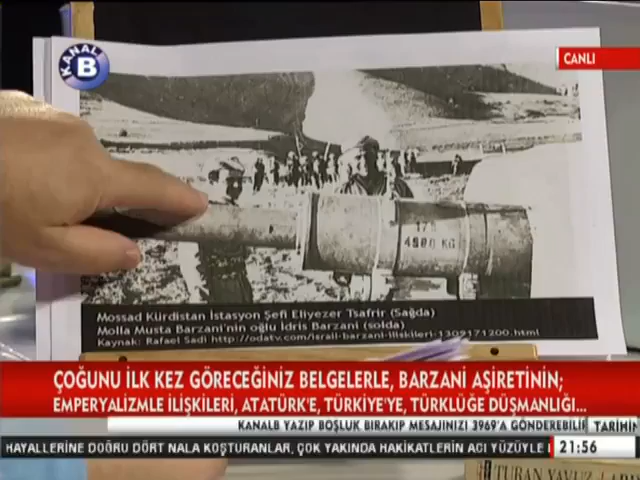 KANAL B
CANLI
17
4500 KG
Mossad Kürdistan İstasyon Şefi Eliyezer Tsafrir (Sağda)
Molla Musta Barzani'nin oğlu İdris Barzani (solda)
Kaynak: Rafael Sadi http://odatv.com/israil-barzani-iliskileri-1309171200.html
ÇOĞUNU İLK KEZ GÖRECEĞİNİZ BELGELERLE, BARZANİ AŞİRETİNİN;
EMPERYALİZMLE İLİŞKİLERİ, ATATÜRK'E, TÜRKİYE'YE, TÜRKLÜĞE DÜŞMANLIĞI...
KANALB YAZIP BOŞLUK BIRAKIP MESAJINIZI 3969'A GÖNDEREBİLİR TARİHİN
HAYALLERİNE DOĞRU DÖRT NALA KOŞTURANLAR, ÇOK YAKINDA HAKİKATLERİN ACI YÜZÜYLE 21:56
TURAN YAVUZ